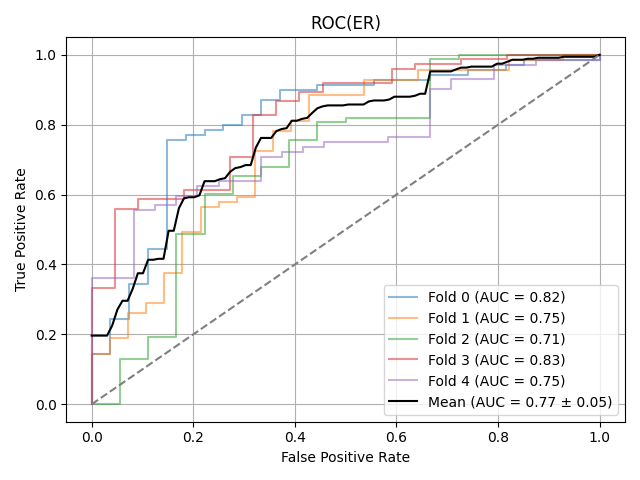 ROC(ER)
True Positive Rate
1.0
0.8
0.6
0.4
0.2
0.0
Fold 0 (AUC = 0.82)
Fold 1 (AUC = 0.75)
Fold 2 (AUC = 0.71)
Fold 3 (AUC = 0.83)
Fold 4 (AUC = 0.75)
Mean (AUC = 0.77 ± 0.05)
0.0 0.2 0.4 0.6 0.8 1.0
False Positive Rate